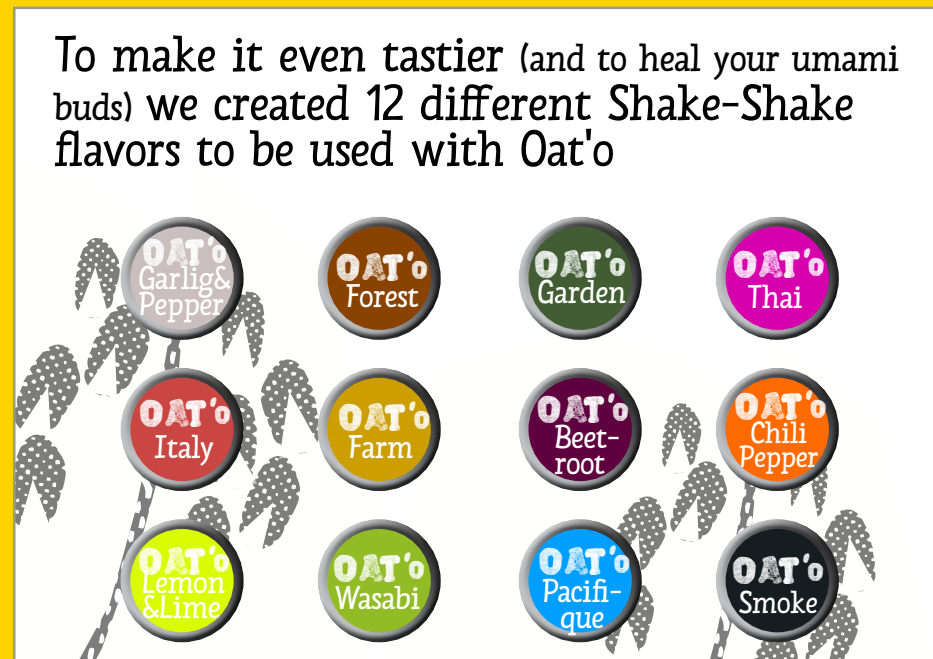 To make it even tastier (and to heal your umami
buds) we created 12 different Shake-Shake
flavors to be used with Oat'o
OAT'o
Garlig&
Pepper
OAT'o
Forest
OAT'o
Garden
OAT'o
Thai
OAT'o
Italy
OAT'o
Farm
OAT'o
Beet-
root
OAT'o
Chili
Pepper
OAT'o
Lemon
&Lime
OAT'o
Wasabi
OAT'o
Pacifi-
que
OAT'o
Smoke